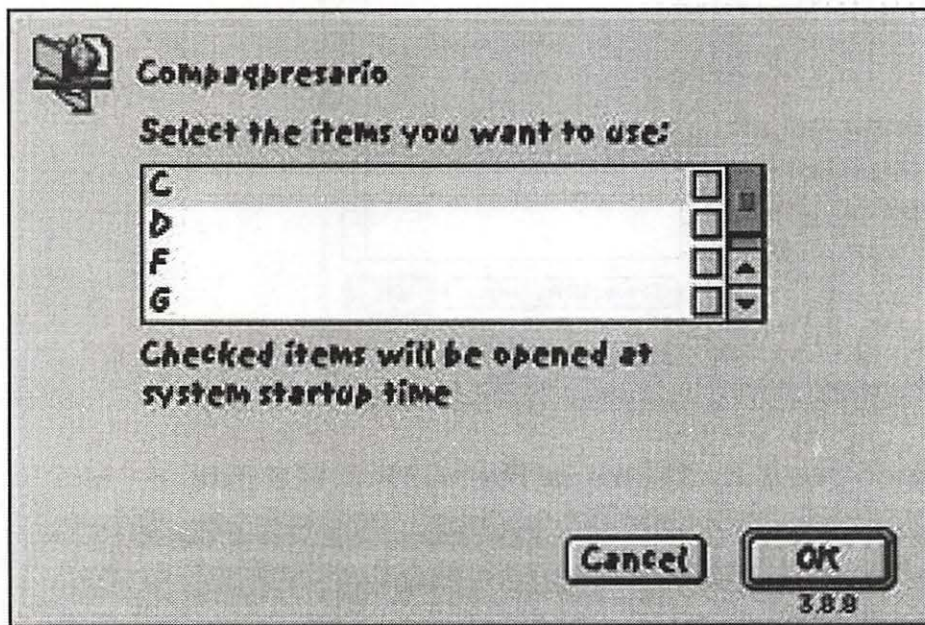 Compaqpresario
Select the items you want to use:
C
D
F
G
Checked items will be opened at
system startup time
Cancel
OK
3.8.8